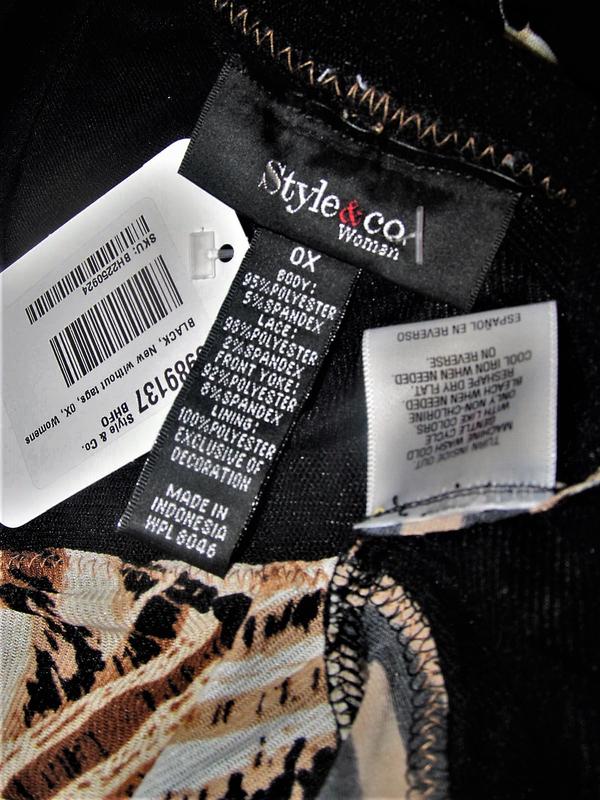 Style&co.
Women
0X
BODY:
95%POLYESTER
5%SPANDEX
LACE:
98%POLYESTER
2%SPANDEX
FRONT YOKE:
92%POLYESTER
8%SPANDEX
LINING:
100%POLYESTER
EXCLUSIVE OF
DECORATION
MADE IN
INDONESIA
WPL 6046
SKU: BH2250924
BLACK, New without tags, 0X, Womens
989137
BHFO
Style & Co.
TURN INSIDE OUT
MACHINE WASH COLD
GENTLE CYCLE
WITH LIKE COLORS
ONLY NON-CHLORINE
BLEACH WHEN NEEDED.
RESHAPE DRY FLAT.
COOL IRON WHEN NEEDED.
ON REVERSE.
ESPAÑOL EN REVERSO